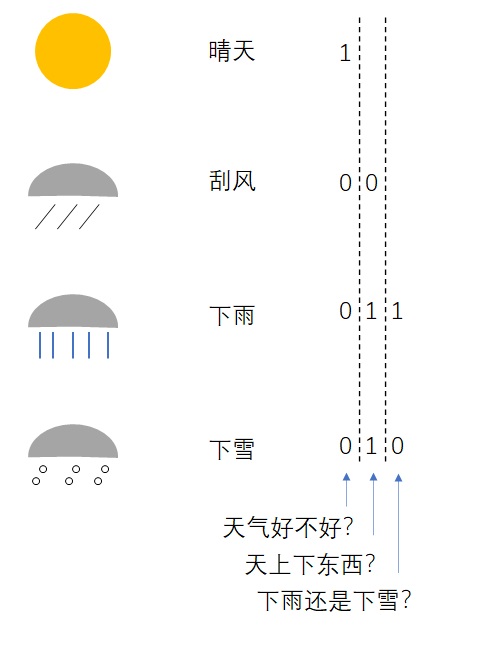 晴天 1
刮风 0 0
下雨 0 1 1
下雪 0 1 0
天气好不好?
天上下东西?
下雨还是下雪?